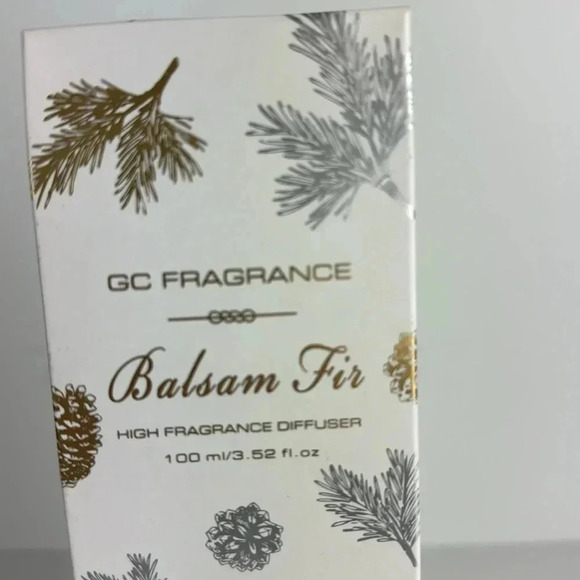 GC FRAGRANCE
Balsam Fir
HIGH FRAGRANCE DIFFUSER
100 ml/3.52 fl.oz